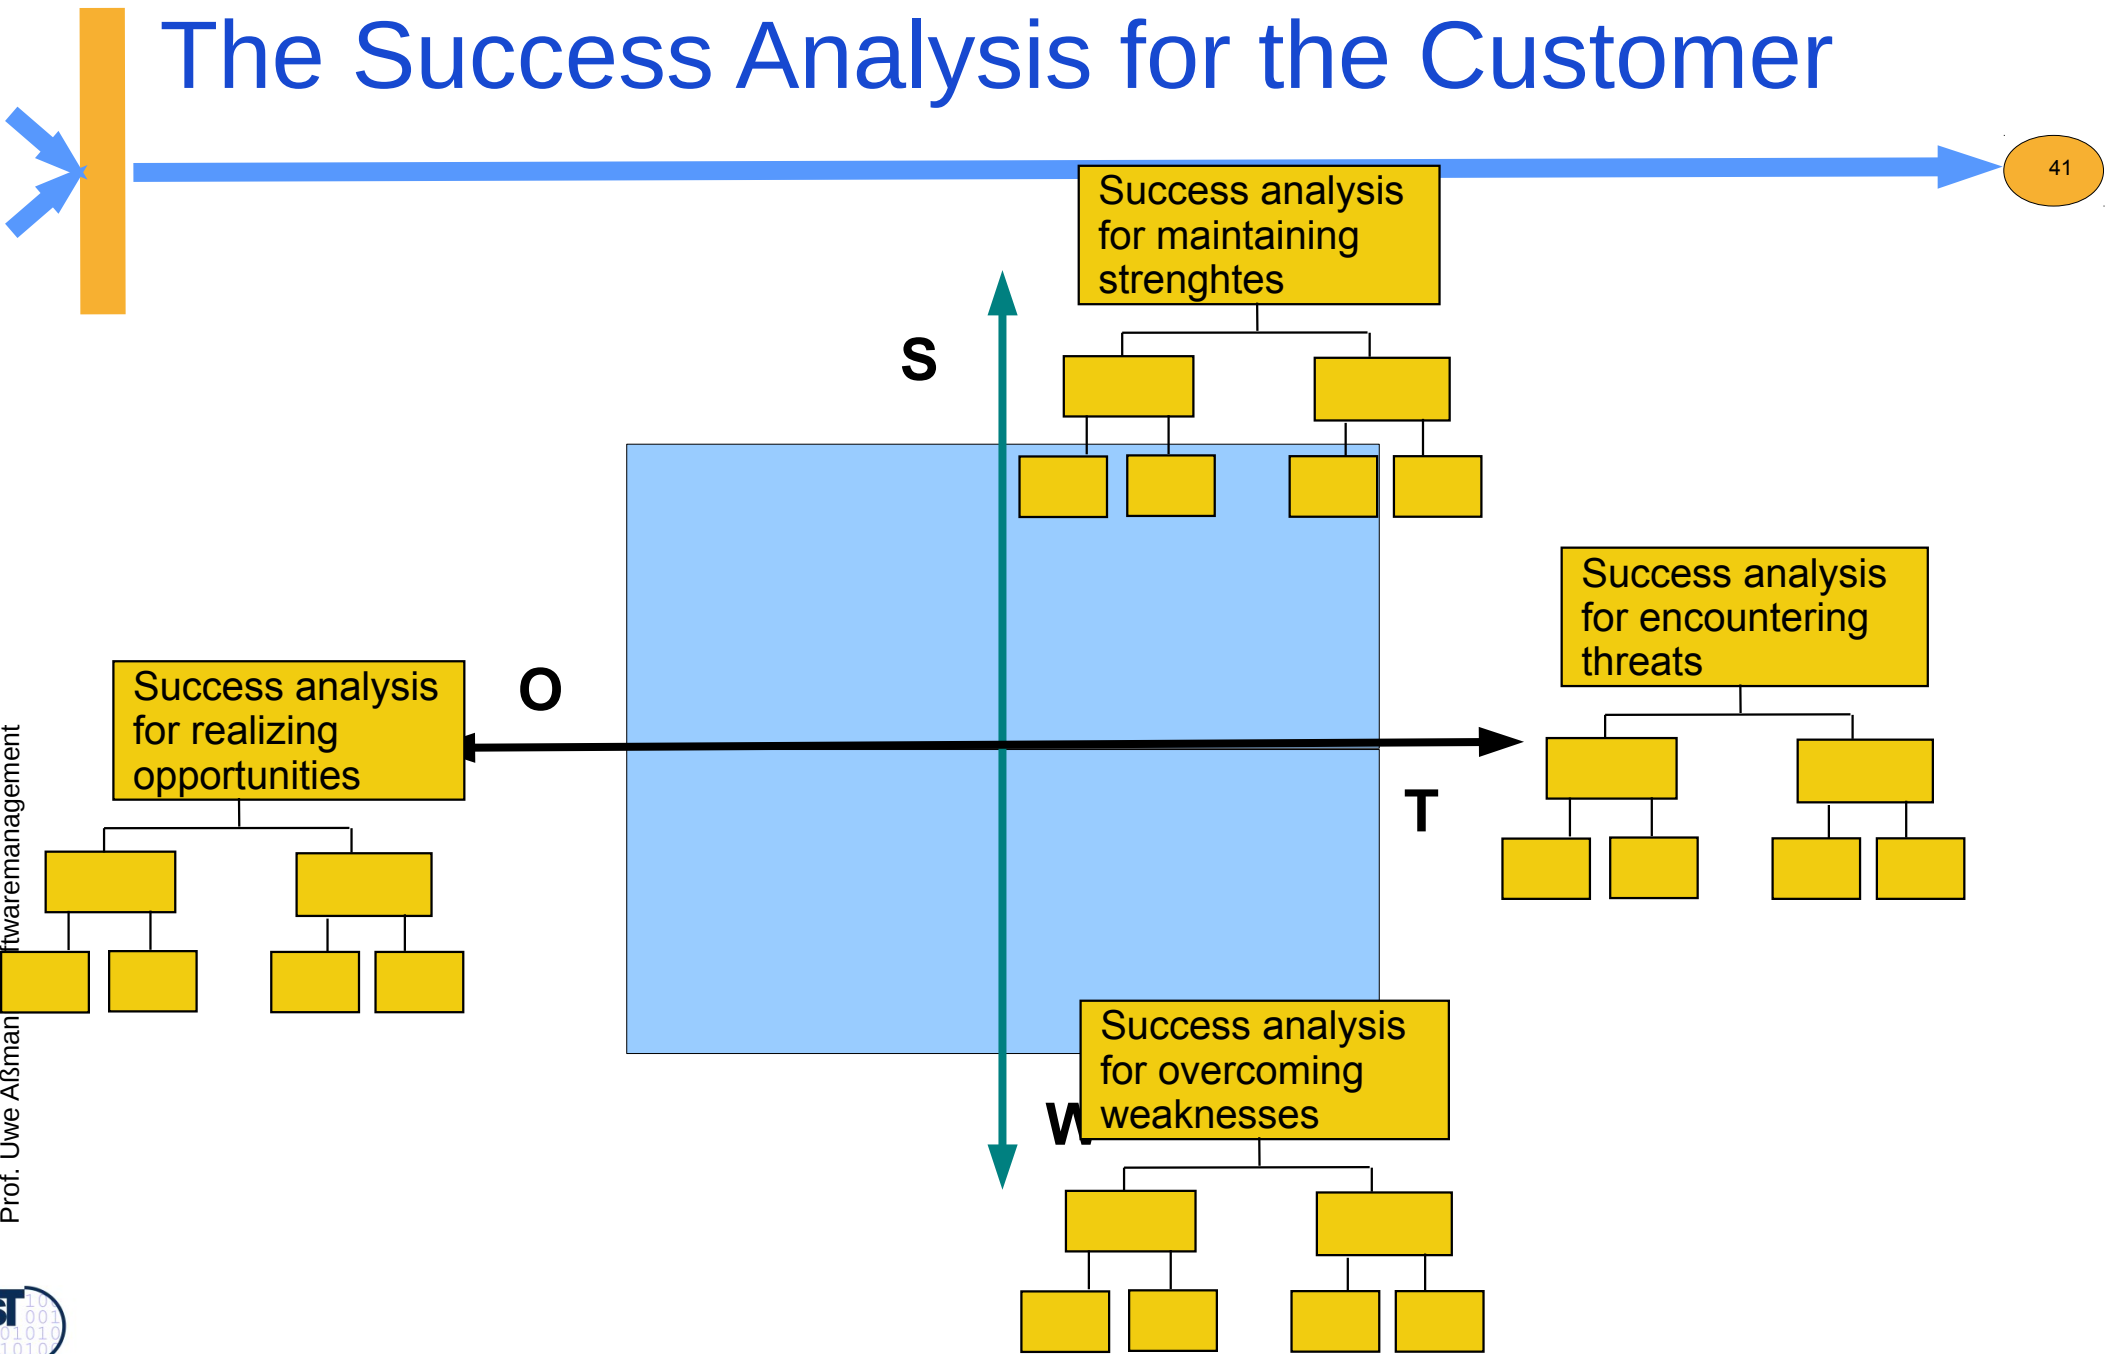 The Success Analysis for the Customer
41
Success analysis
for maintaining
strenghtes
S
Success analysis
for encountering
threats
O
Success analysis
for realizing
opportunities
T
Success analysis
for overcoming
weaknesses
W
Prof. Uwe Aßman
ftwaremanagement
ST